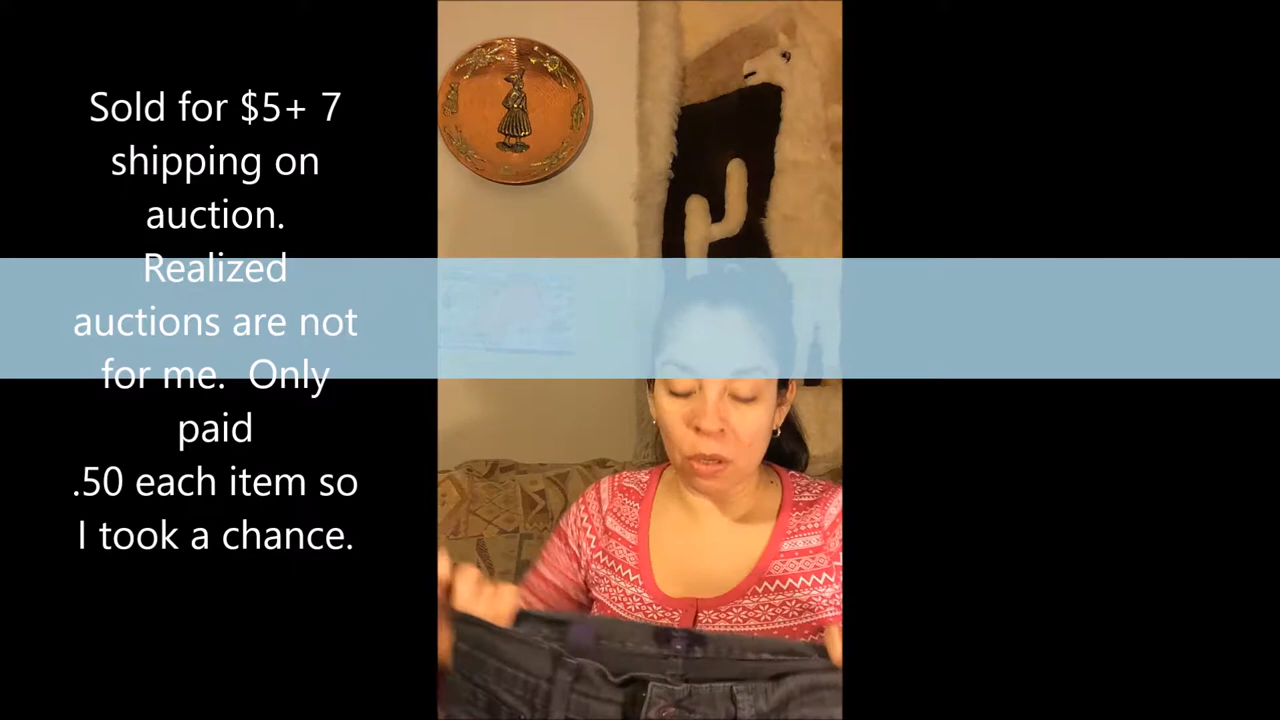 Sold for $5+ 7
shipping on
auction.
Realized
auctions are not
for me.  Only
paid
.50 each item so
I took a chance.